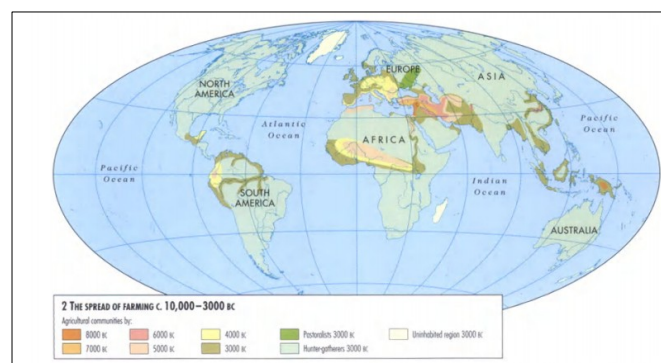 NORTH
AMERICA
EUROPE
ASIA
Atlantic
Ocean
Pacific
Ocean
AFRICA
Pacific
Ocean
Indian
Ocean
SOUTH
AMERICA
AUSTRALIA
2 THE SPREAD OF FARMING C. 10,000–3000 BC
Agricultural communities by:
8000 BC 6000 BC 4000 BC Pastoralists 3000 BC Uninhabited region 3000 BC
7000 BC 5000 BC 3000 BC Hunter-gatherers 3000 BC